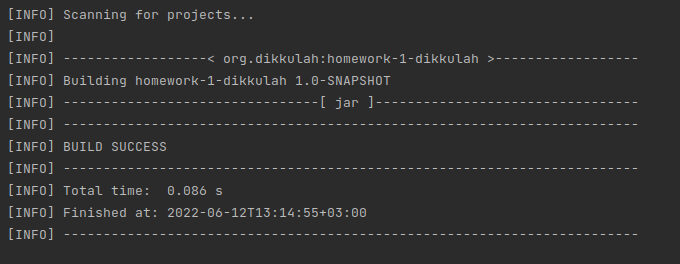 [INFO] Scanning for projects...
[INFO]
[INFO] ------------------< org.dikkulah:homework-1-dikkulah >------------------
[INFO] Building homework-1-dikkulah 1.0-SNAPSHOT
[INFO] --------------------------------[ jar ]---------------------------------
[INFO] ------------------------------------------------------------------------
[INFO] BUILD SUCCESS
[INFO] ------------------------------------------------------------------------
[INFO] Total time:  0.086 s
[INFO] Finished at: 2022-06-12T13:14:55+03:00
[INFO] ------------------------------------------------------------------------